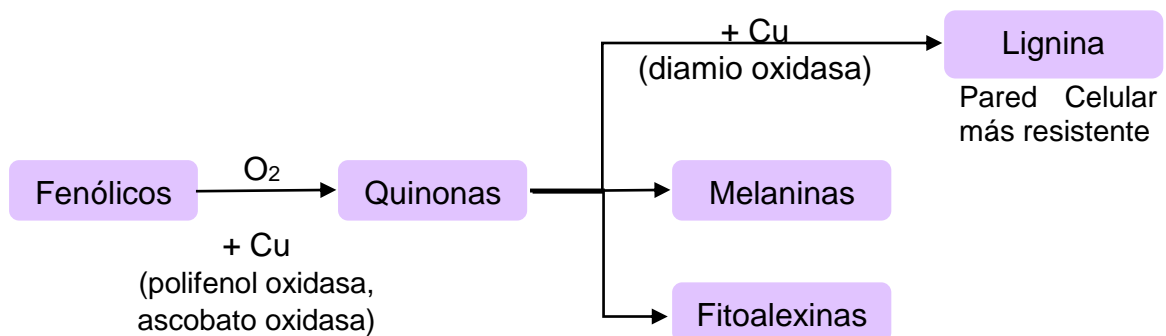 + Cu
(diamio oxidasa)
Lignina
Pared Celular
más resistente
Fenólicos
O2
Quinonas
Melaninas
+ Cu
(polifenol oxidasa,
ascobato oxidasa)
Fitoalexinas